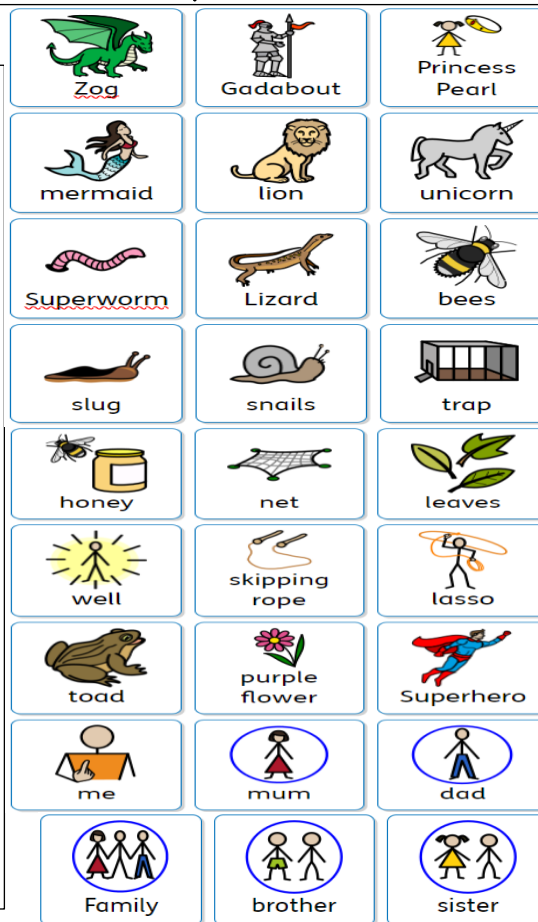 Zog
Gadabout
Princess
Pearl
mermaid
lion
unicorn
Superworm
Lizard
bees
slug
snails
trap
honey
net
leaves
well
skipping
rope
lasso
toad
purple
flower
Superhero
me
mum
dad
Family
brother
sister